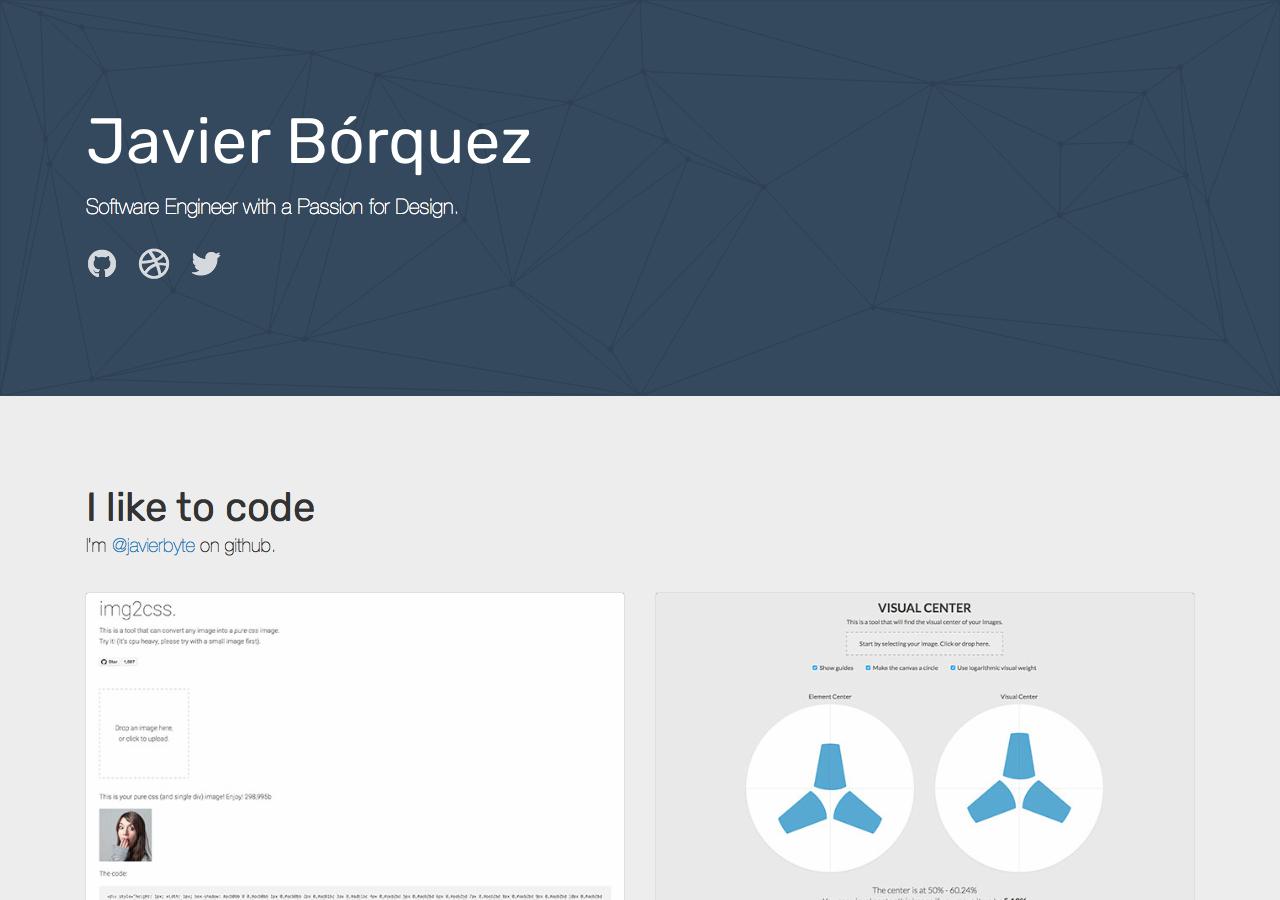 Javier Bórquez
Software Engineer with a Passion for Design.
I like to code
I'm @javierbyte on github.
img2css.
This is a tool that can convert any image into a pure css image.
Try it! (it's cpu heavy, please try with a small image first).
Star 1,087
Drop an image here,
or click to upload.
This is your pure css (and single div) image! Enjoy! 298,995b
The code:
VISUAL CENTER
This is a tool that will find the visual center of your images.
Start by selecting your image. Click or drop here.
Show guides Make the canvas a circle Use logarithmic visual weight
Element Center Visual Center
The center is at 50% - 60.24%